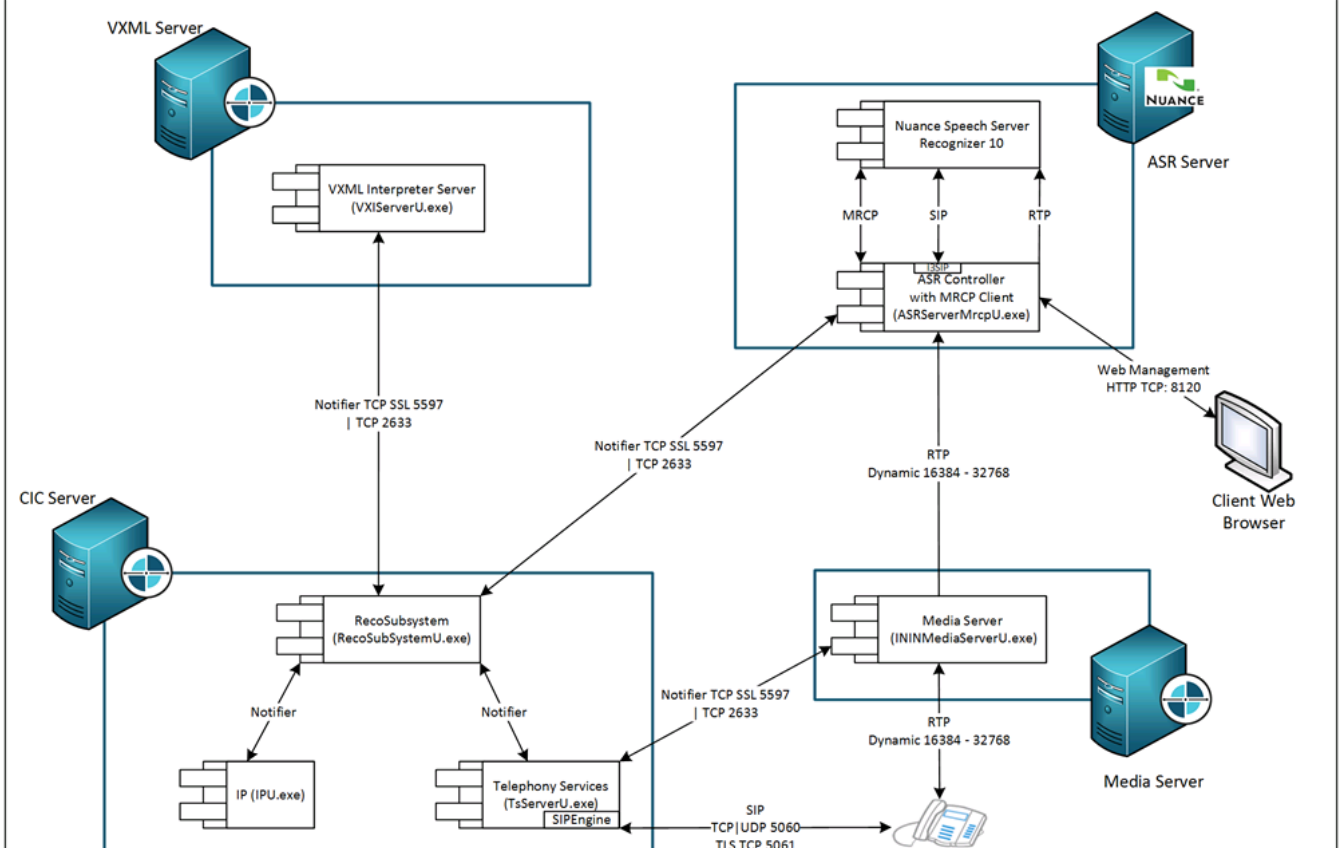 VXML Server
NUANCE
Nuance Speech Server
Recognizer 10
ASR Server
VXML Interpreter Server
(VXIServerU.exe)
MRCP
SIP
RTP
I3SIP
ASR Controller
with MRCP Client
(ASRServerMrcpU.exe)
Web Management
HTTP TCP: 8120
Notifier TCP SSL 5597
| TCP 2633
Notifier TCP SSL 5597
| TCP 2633
RTP
Dynamic 16384 - 32768
Client Web
Browser
CIC Server
RecoSubsystem
(RecoSubSystemU.exe)
Media Server
(ININMediaServerU.exe)
Notifier
Notifier
Notifier TCP SSL 5597
| TCP 2633
RTP
Dynamic 16384 - 32768
Media Server
IP (IPU.exe)
Telephony Services
(TsServerU.exe)
SIPEngine
SIP
TCP|UDP 5060
TLS TCP 5061